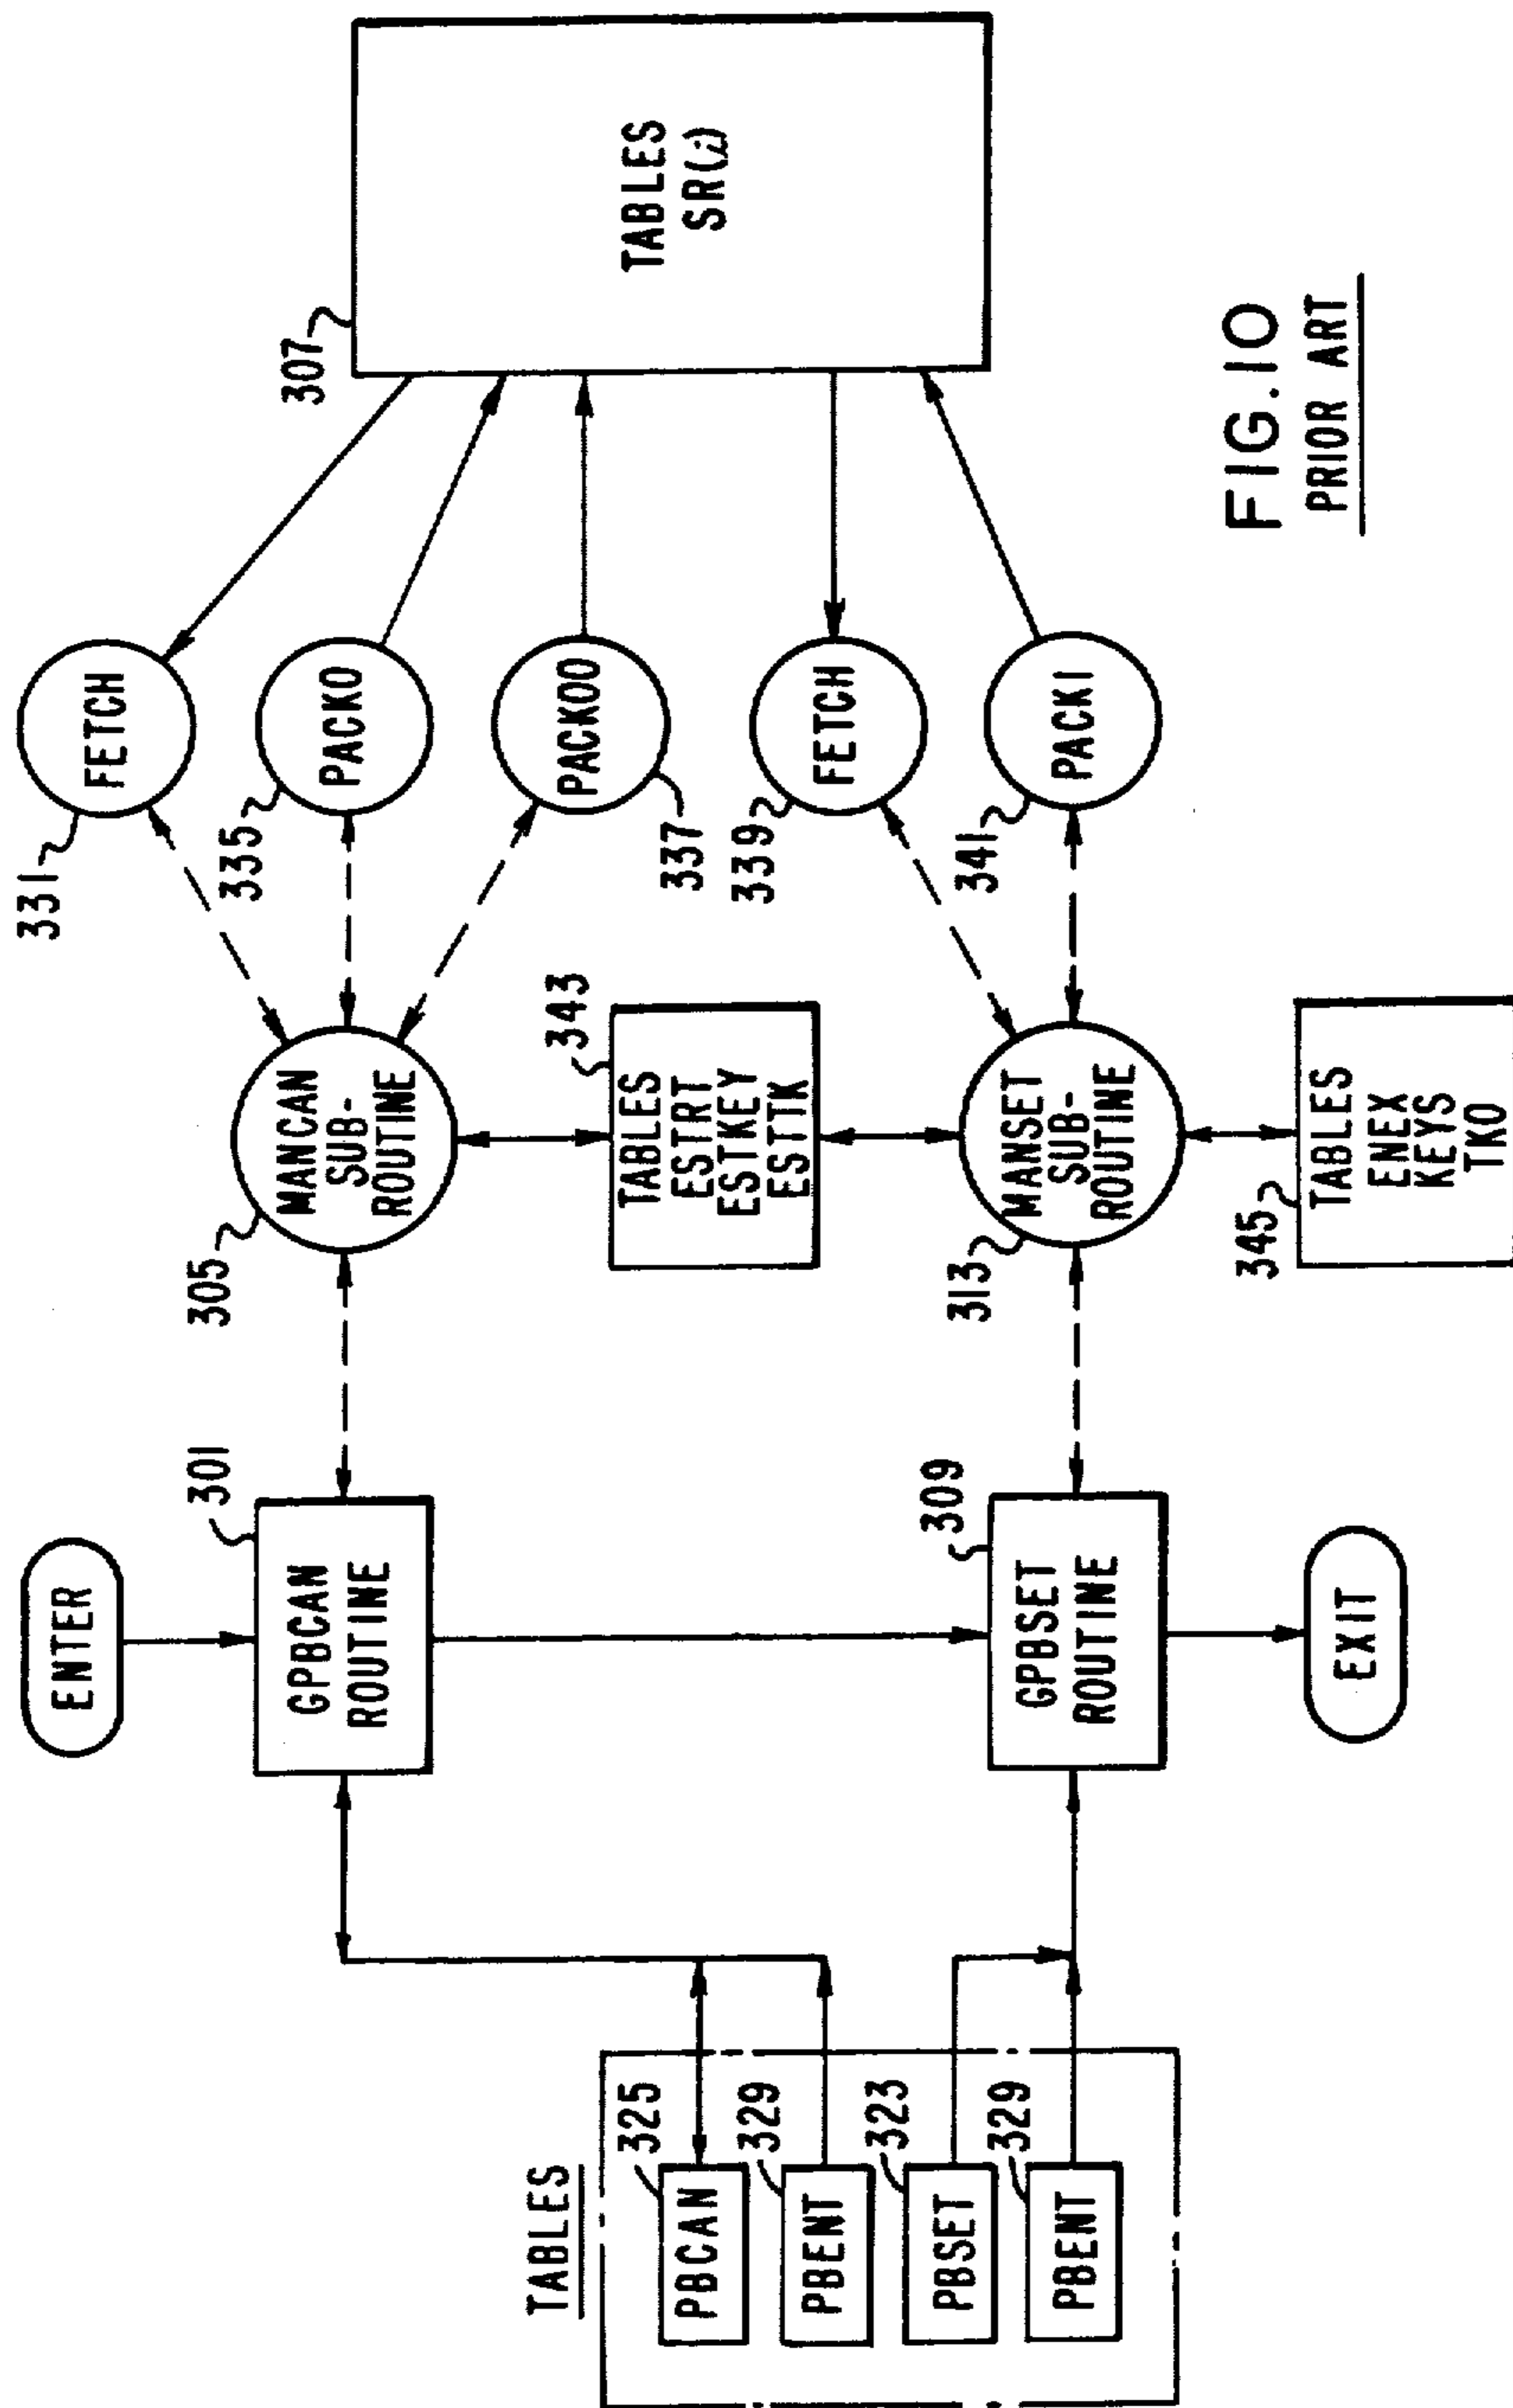 TABLES
325
PBCAN
329
PBENT
323
PBSET
329
PBENT
ENTER
301
GPBCAN
ROUTINE
309
GPBSET
ROUTINE
EXIT
305
MANCAN
SUB-
ROUTINE
343
TABLES
ESTRT
ESTKEY
ESTTK
313
MANSET
SUB-
ROUTINE
345
TABLES
ENEX
KEYS
TKO
331
FETCH
335
PACKO
337
PACKOO
339
FETCH
341
PACKI
307
TABLES
SR(i)
FIG.10
PRIOR ART